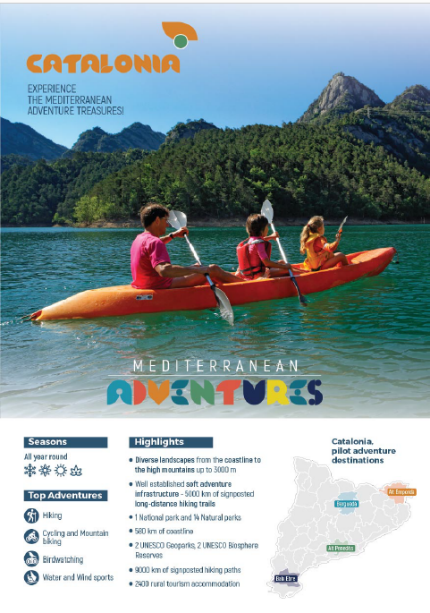 CATALONIA
EXPERIENCE
THE MEDITERRANEAN
ADVENTURE TREASURES!
MEDITERRANEAN
ADVENTURES
Seasons
All year round
Top Adventures
Hiking
Cycling and Mountain
biking
Birdwatching
Water and Wind sports
Highlights
• Diverse landscapes from the coastline to
the high mountains up to 3000 m
• Well established soft adventure
infrastructure - 5000 km of signposted
long-distance hiking trails
• 1 National park and 14 Natural parks
• 580 km of coastline
• 2 UNESCO Geoparks, 2 UNESCO Biosphere
Reserves
• 9000 km of signposted hiking paths
• 2400 rural tourism accommodation
Catalonia,
pilot adventure
destinations
Alt Empordà
Berguedà
Alt Penedès
Baix Ebre